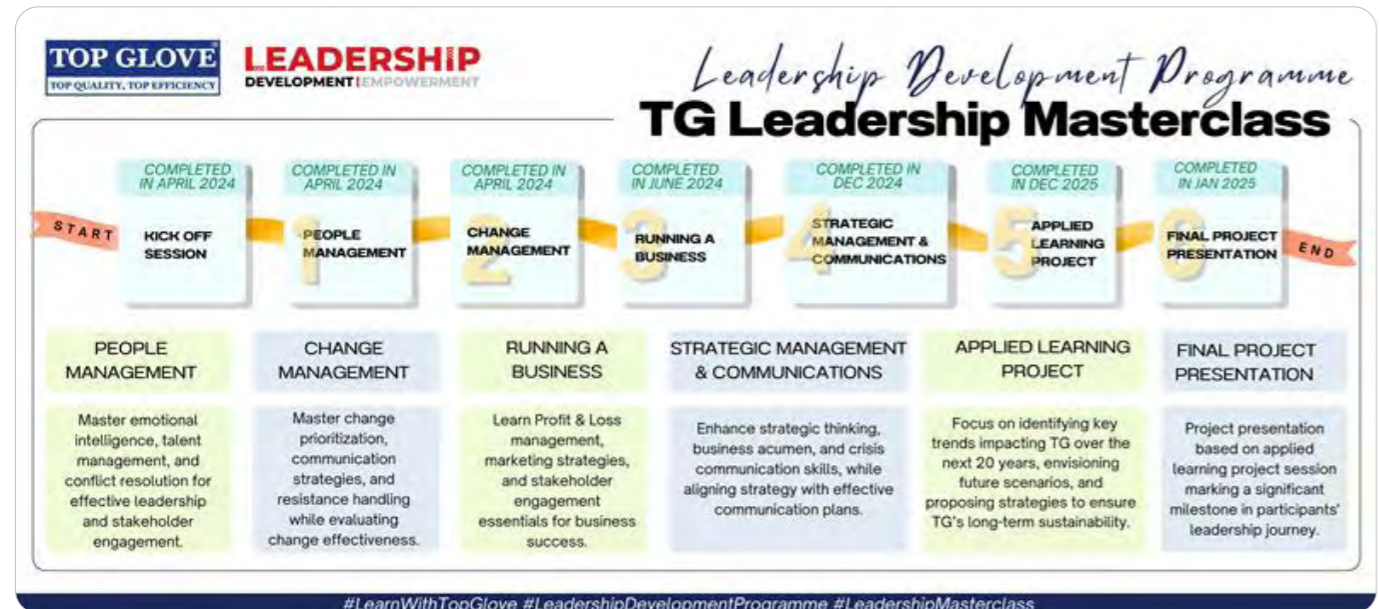 TOP GLOVE
TOP QUALITY, TOP EFFICIENCY
LEADERSHIP
DEVELOPMENT | EMPOWERMENT
Leadership Development Programme
TG Leadership Masterclass
START
COMPLETED
IN APRIL 2024
KICK OFF
SESSION
COMPLETED IN
APRIL 2024
1
PEOPLE
MANAGEMENT
COMPLETED IN
APRIL 2024
2
CHANGE
MANAGEMENT
COMPLETED
IN JUNE 2024
3
RUNNING A
BUSINESS
COMPLETED IN
DEC 2024
4
STRATEGIC
MANAGEMENT &
COMMUNICATIONS
COMPLETED
IN DEC 2025
5
APPLIED
LEARNING
PROJECT
COMPLETED
IN JAN 2025
6
FINAL PROJECT
PRESENTATION
END
PEOPLE
MANAGEMENT
Master emotional
intelligence, talent
management, and
conflict resolution for
effective leadership
and stakeholder
engagement.
CHANGE
MANAGEMENT
Master change
prioritization,
communication
strategies, and
resistance handling
while evaluating
change effectiveness.
RUNNING A
BUSINESS
Learn Profit & Loss
management,
marketing strategies,
and stakeholder
engagement
essentials for business
success.
STRATEGIC MANAGEMENT
& COMMUNICATIONS
Enhance strategic thinking,
business acumen, and crisis
communication skills, while
aligning strategy with effective
communication plans.
APPLIED LEARNING
PROJECT
Focus on identifying key
trends impacting TG over the
next 20 years, envisioning
future scenarios, and
proposing strategies to ensure
TG's long-term sustainability.
FINAL PROJECT
PRESENTATION
Project presentation
based on applied
learning project session
marking a significant
milestone in participants'
leadership journey.
#LearnWithTopGlove #LeadershipDevelopmentProgramme #LeadershipMasterclass